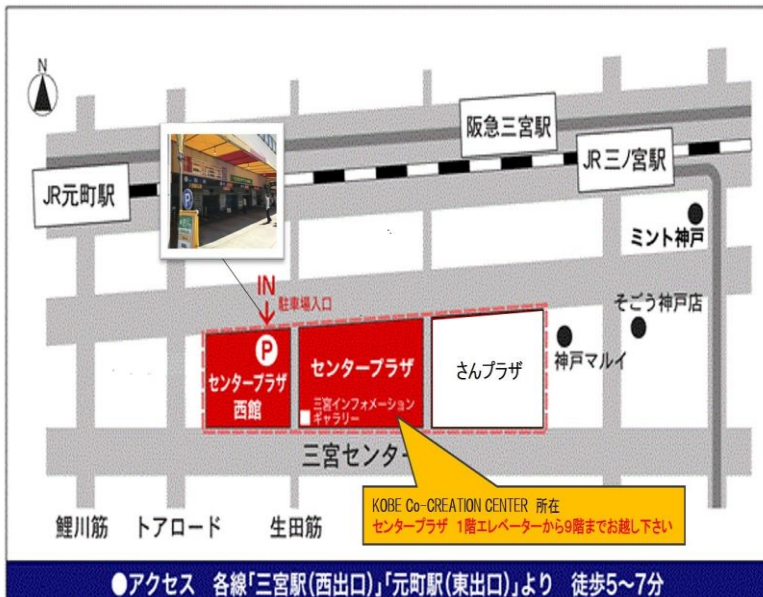 N
阪急三宮駅
JR三ノ宮駅
JR元町駅
ミント神戸
IN
駐車場入口
そごう神戸店
P
センタープラザ
西館
センタープラザ
三宮インフォメーション
ギャラリー
さんプラザ
神戸マルイ
三宮センター
KOBE Co-CREATION CENTER 所在
センタープラザ 1階エレベーターから9階までお越し下さい
鯉川筋
トアロード
生田筋
●アクセス 各線「三宮駅(西出口)」「元町駅(東出口)」より 徒歩5～7分